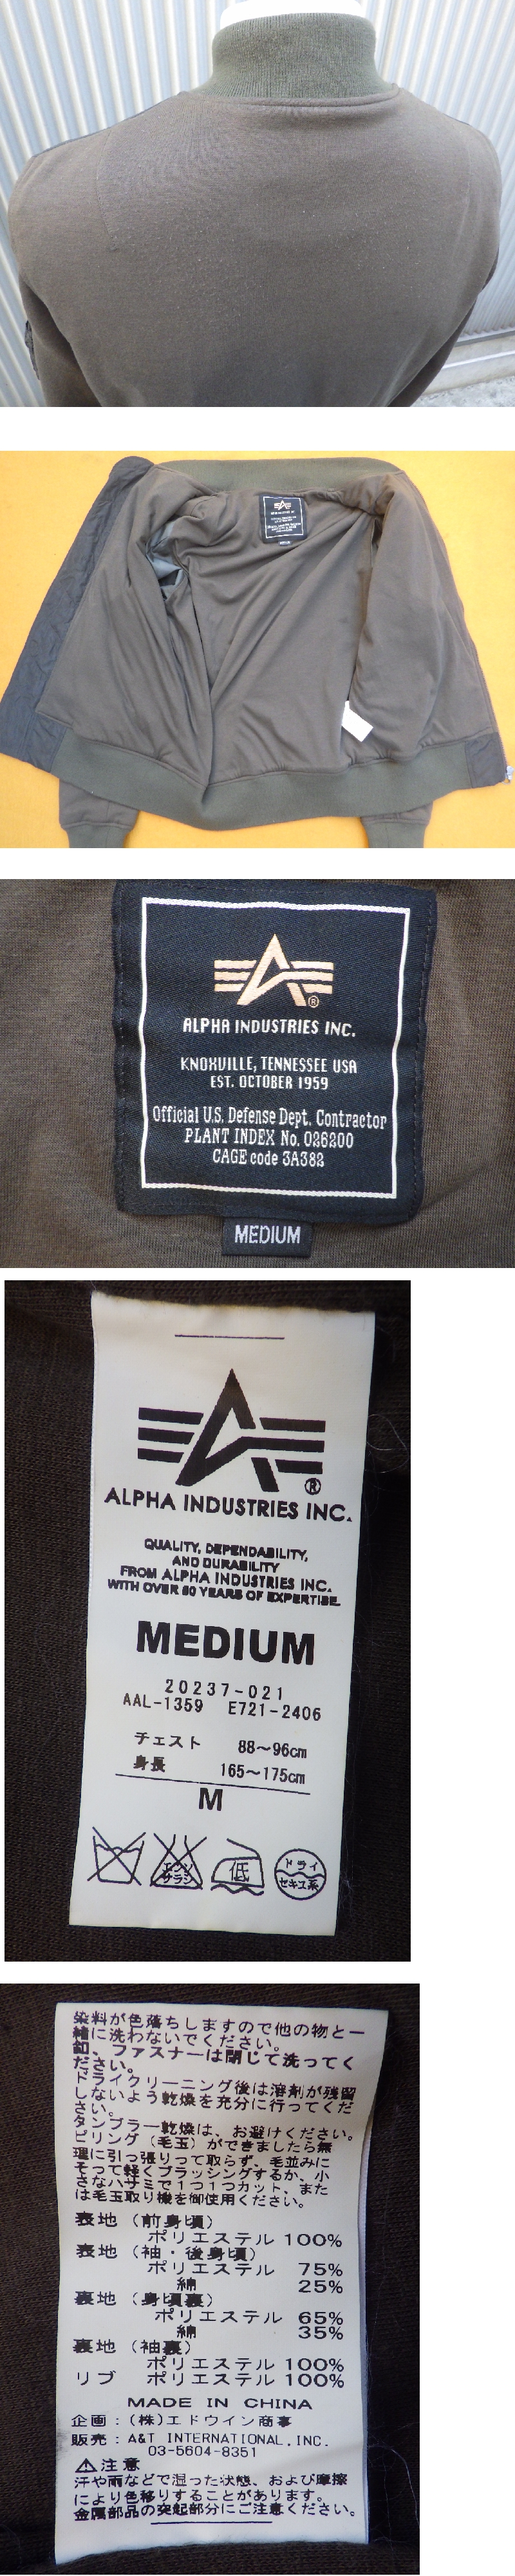 ALPHA INDUSTRIES INC.
KNOXVILLE, TENNESSEE USA
EST. OCTOBER 1959
Official U.S. Defense Dept. Contractor
PLANT INDEX No. 026200
CAGE code 3A382
MEDIUM
ALPHA INDUSTRIES INC.
QUALITY, DEPENDABILITY,
AND DURABILITY
FROM ALPHA INDUSTRIES INC.
WITH OVER 50 YEARS OF EXPERTISE.
MEDIUM
20237-021
AAL-1359 E721-2406
チェスト 88～96cm
身長 165～175cm
M
エンソ
サラシ
低
ドライ
セキユ系
染料が色落ちしますので他の物と一
緒に洗わないでください。
釦、ファスナーは閉じて洗ってく
ださい。
ドライクリーニング後は溶剤が残留
しないよう乾燥を充分に行ってくだ
さい。
タンブラー乾燥は、お避けください。
ピリング（毛玉）ができましたら無
理に引っ張りって取らず、毛並みに
そって軽くブラッシングするか、小
さなハサミで１つ１つカット、また
は毛玉取り機を御使用ください。
表地（前身頃）
ポリエステル 100%
表地（袖・後身頃）
ポリエステル 75%
綿 25%
裏地（身頃裏）
ポリエステル 65%
綿 35%
裏地（袖裏）
ポリエステル 100%
リブ ポリエステル 100%
MADE IN CHINA
企画：（株）エドウイン商事
販売：A&T INTERNATIONAL,INC.
03-5604-8351
注意
汗や雨などで湿った状態、および摩擦
により色移りすることがあります。
金属部品の突起部分にご注意ください。